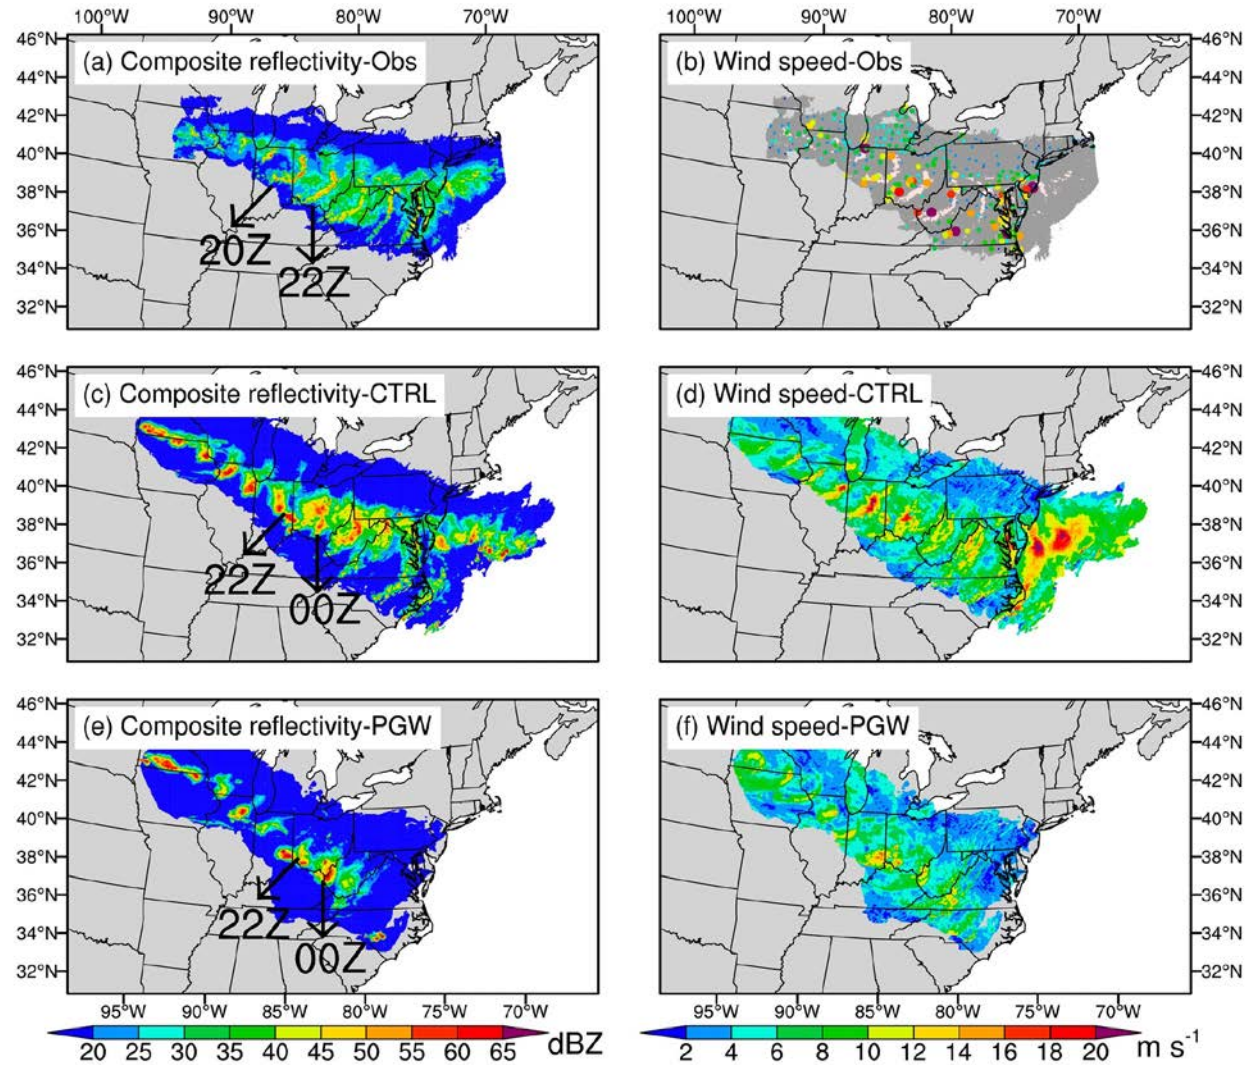 100°W 90°W 80°W 70°W 100°W 90°W 80°W 70°W
46°N (a) Composite reflectivity-Obs (b) Wind speed-Obs 46°N
44°N 44°N
42°N 42°N
40°N 40°N
38°N 38°N
36°N 20Z 36°N
34°N 22Z 34°N
32°N 32°N
46°N (c) Composite reflectivity-CTRL (d) Wind speed-CTRL 46°N
44°N 44°N
42°N 42°N
40°N 40°N
38°N 38°N
36°N 22Z 36°N
34°N 00Z 34°N
32°N 32°N
46°N (e) Composite reflectivity-PGW (f) Wind speed-PGW 46°N
44°N 44°N
42°N 42°N
40°N 40°N
38°N 38°N
36°N 36°N
34°N 22Z 34°N
32°N 00Z 32°N
95°W 90°W 85°W 80°W 75°W 70°W 95°W 90°W 85°W 80°W 75°W 70°W
20 25 30 35 40 45 50 55 60 65 dBZ 2 4 6 8 10 12 14 16 18 20 m s⁻¹